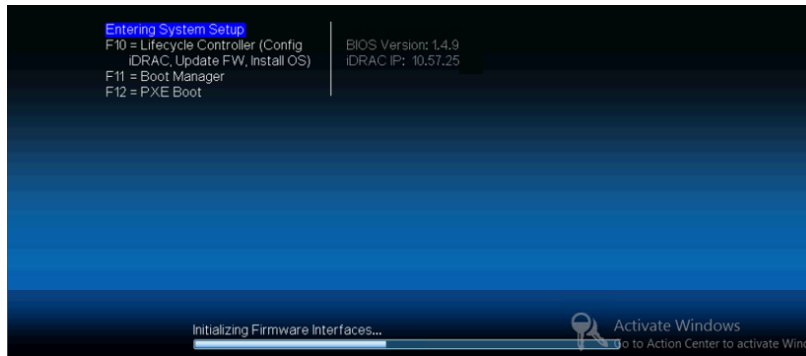 Entering System Setup
F10 = Lifecycle Controller (Config
iDRAC, Update FW, Install OS)
F11 = Boot Manager
F12 = PXE Boot
BIOS Version: 1.4.9
iDRAC IP: 10.57.25
Initializing Firmware Interfaces...
Activate Windows
Go to Action Center to activate Win